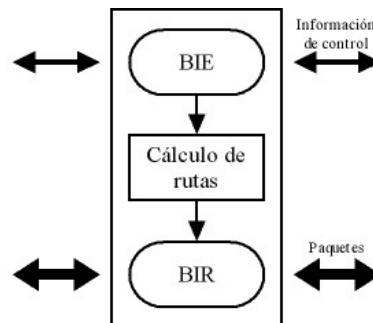 Información
de control
BIE
Cálculo de
rutas
Paquetes
BIR